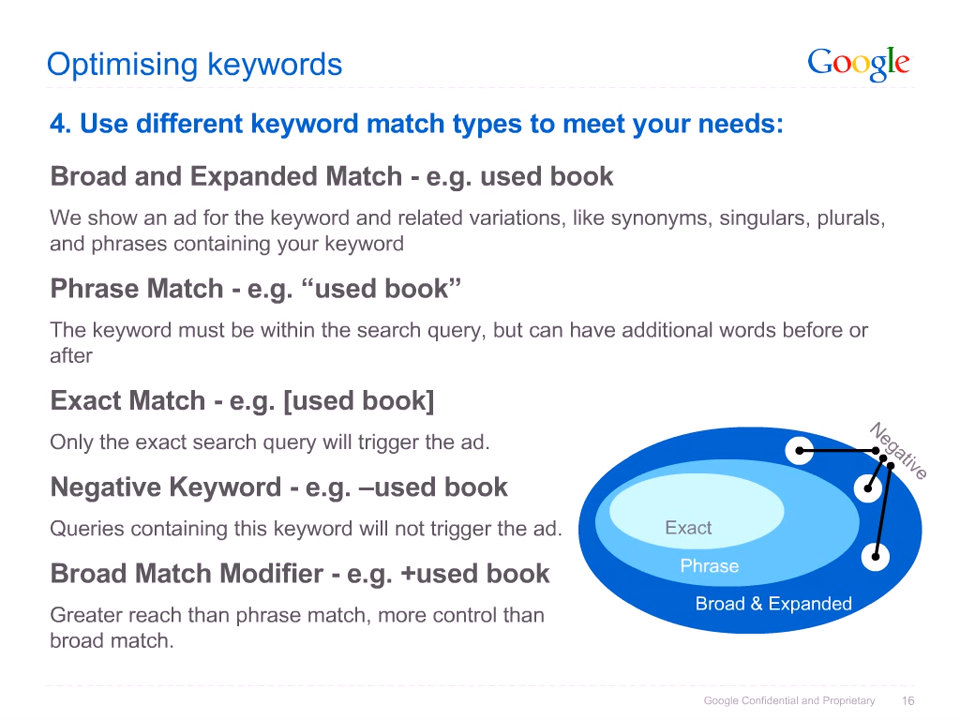 Optimising keywords
Google
4. Use different keyword match types to meet your needs:
Broad and Expanded Match - e.g. used book
We show an ad for the keyword and related variations, like synonyms, singulars, plurals,
and phrases containing your keyword
Phrase Match - e.g. “used book”
The keyword must be within the search query, but can have additional words before or
after
Exact Match - e.g. [used book]
Only the exact search query will trigger the ad.
Negative Keyword - e.g. –used book
Queries containing this keyword will not trigger the ad.
Broad Match Modifier - e.g. +used book
Greater reach than phrase match, more control than
broad match.
Negative
Exact
Phrase
Broad & Expanded
Google Confidential and Proprietary
16